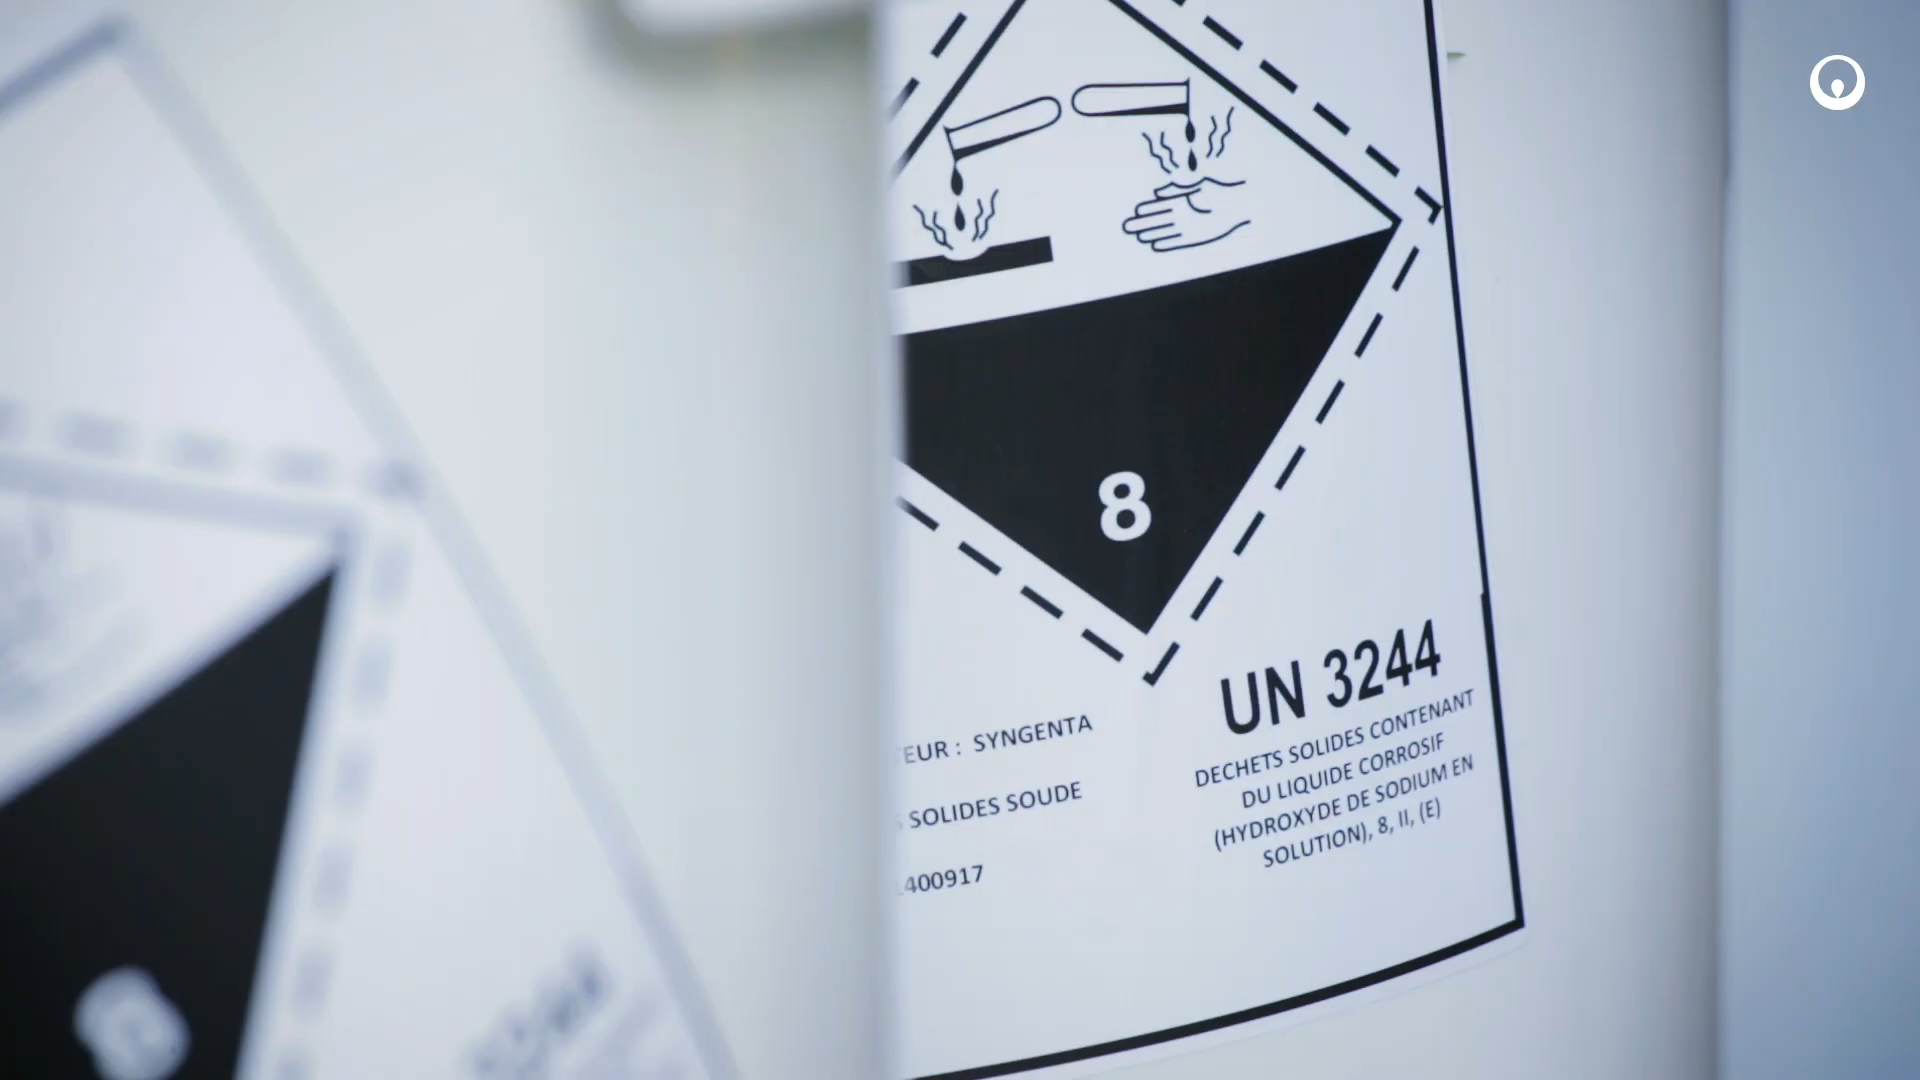 8
UN 3244
DECHETS SOLIDES CONTENANT
DU LIQUIDE CORROSIF
(HYDROXYDE DE SODIUM EN
SOLUTION), 8, II, (E)
EUR : SYNGENTA
SOLIDES SOUDE
400917